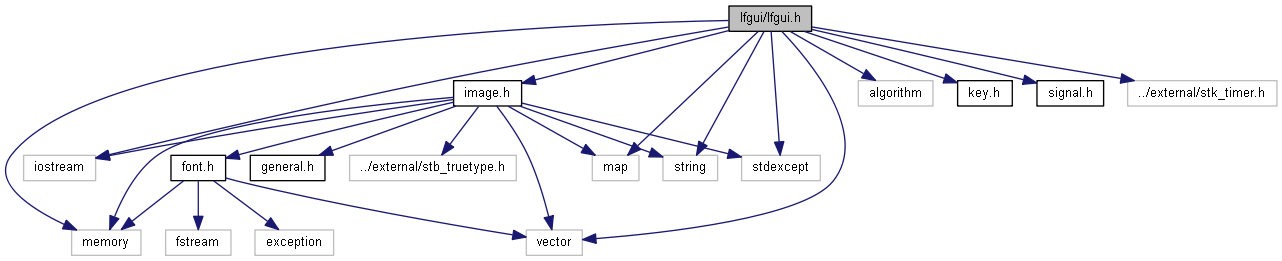 lfgui/lfgui.h
image.h
algorithm
key.h
signal.h
../external/stk_timer.h
iostream
font.h
general.h
../external/stb_truetype.h
map
string
stdexcept
memory
fstream
exception
vector